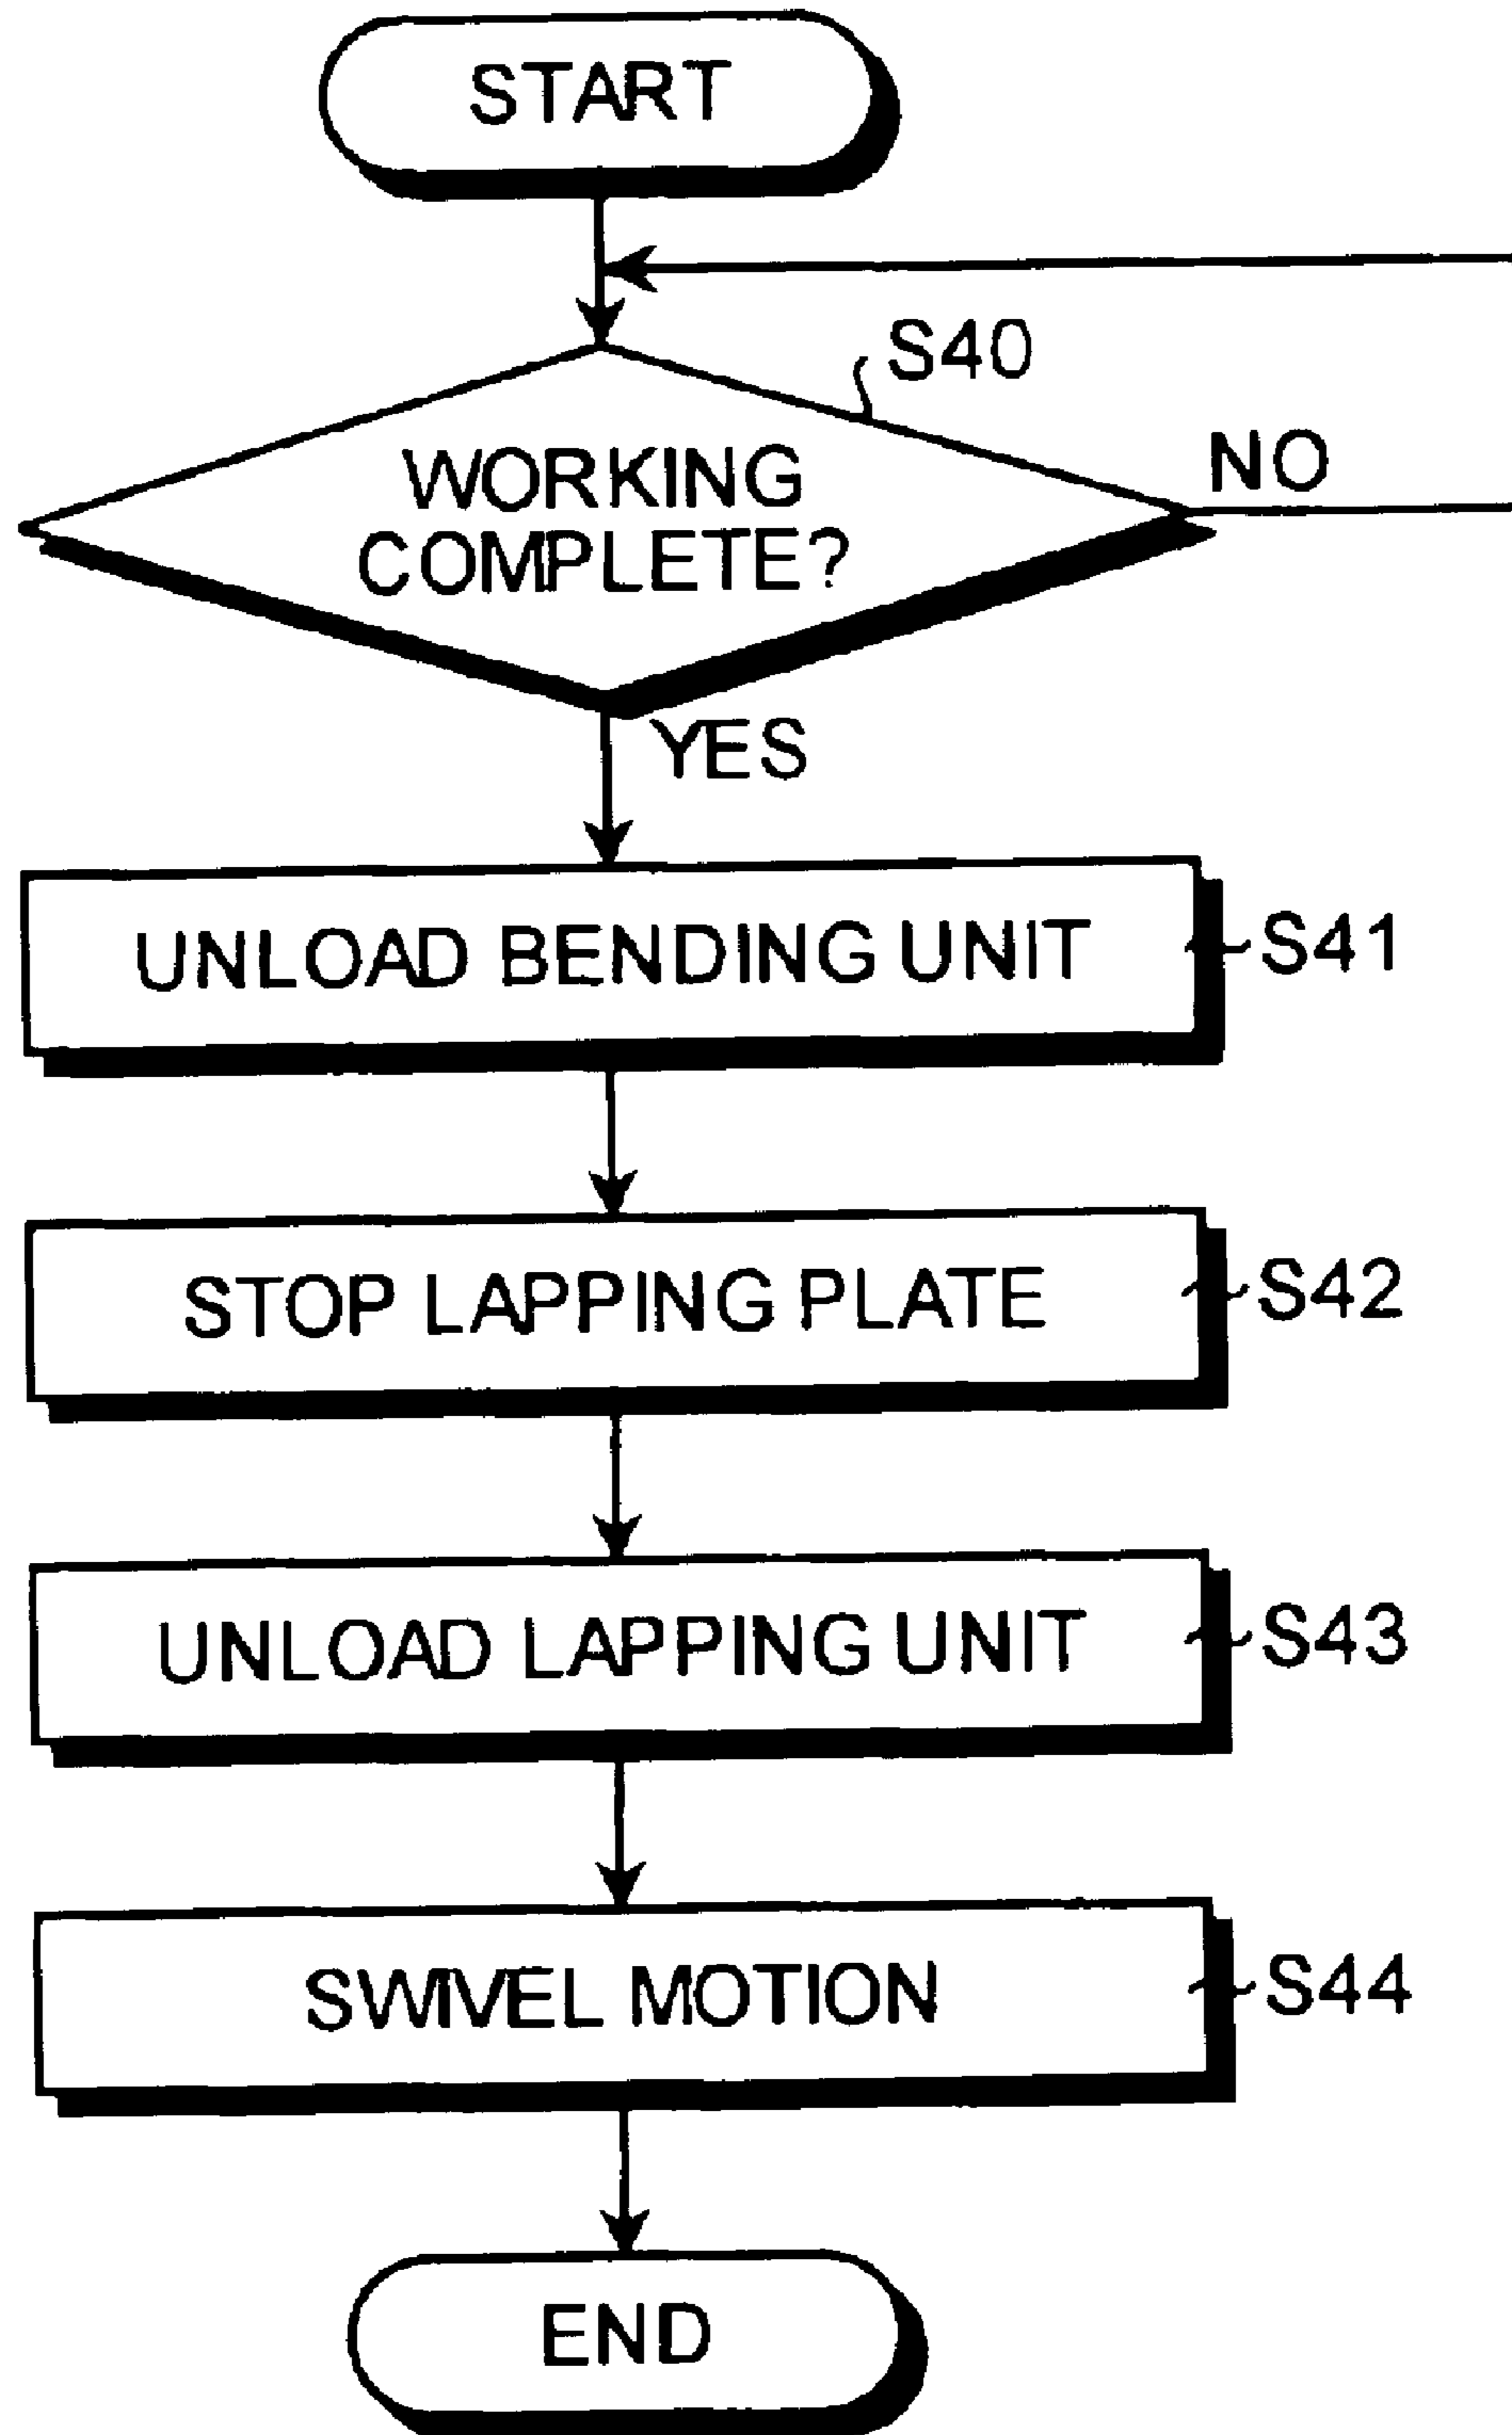 START
S40
WORKING
COMPLETE?
NO
YES
UNLOAD BENDING UNIT
S41
STOP LAPPING PLATE
S42
UNLOAD LAPPING UNIT
S43
SWIVEL MOTION
S44
END